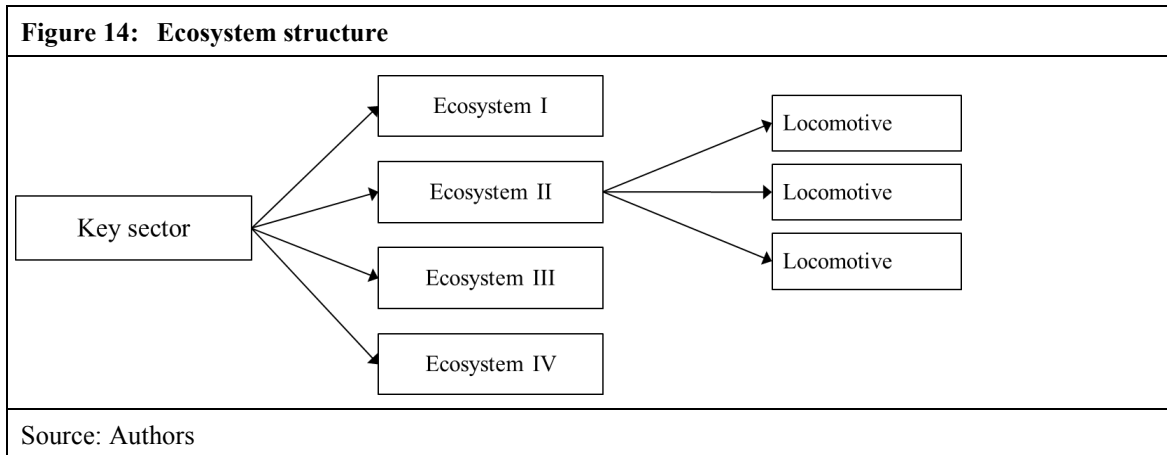 Figure 14: Ecosystem structure
Ecosystem I
Locomotive
Ecosystem II
Locomotive
Key sector
Ecosystem III
Locomotive
Ecosystem IV
Source: Authors